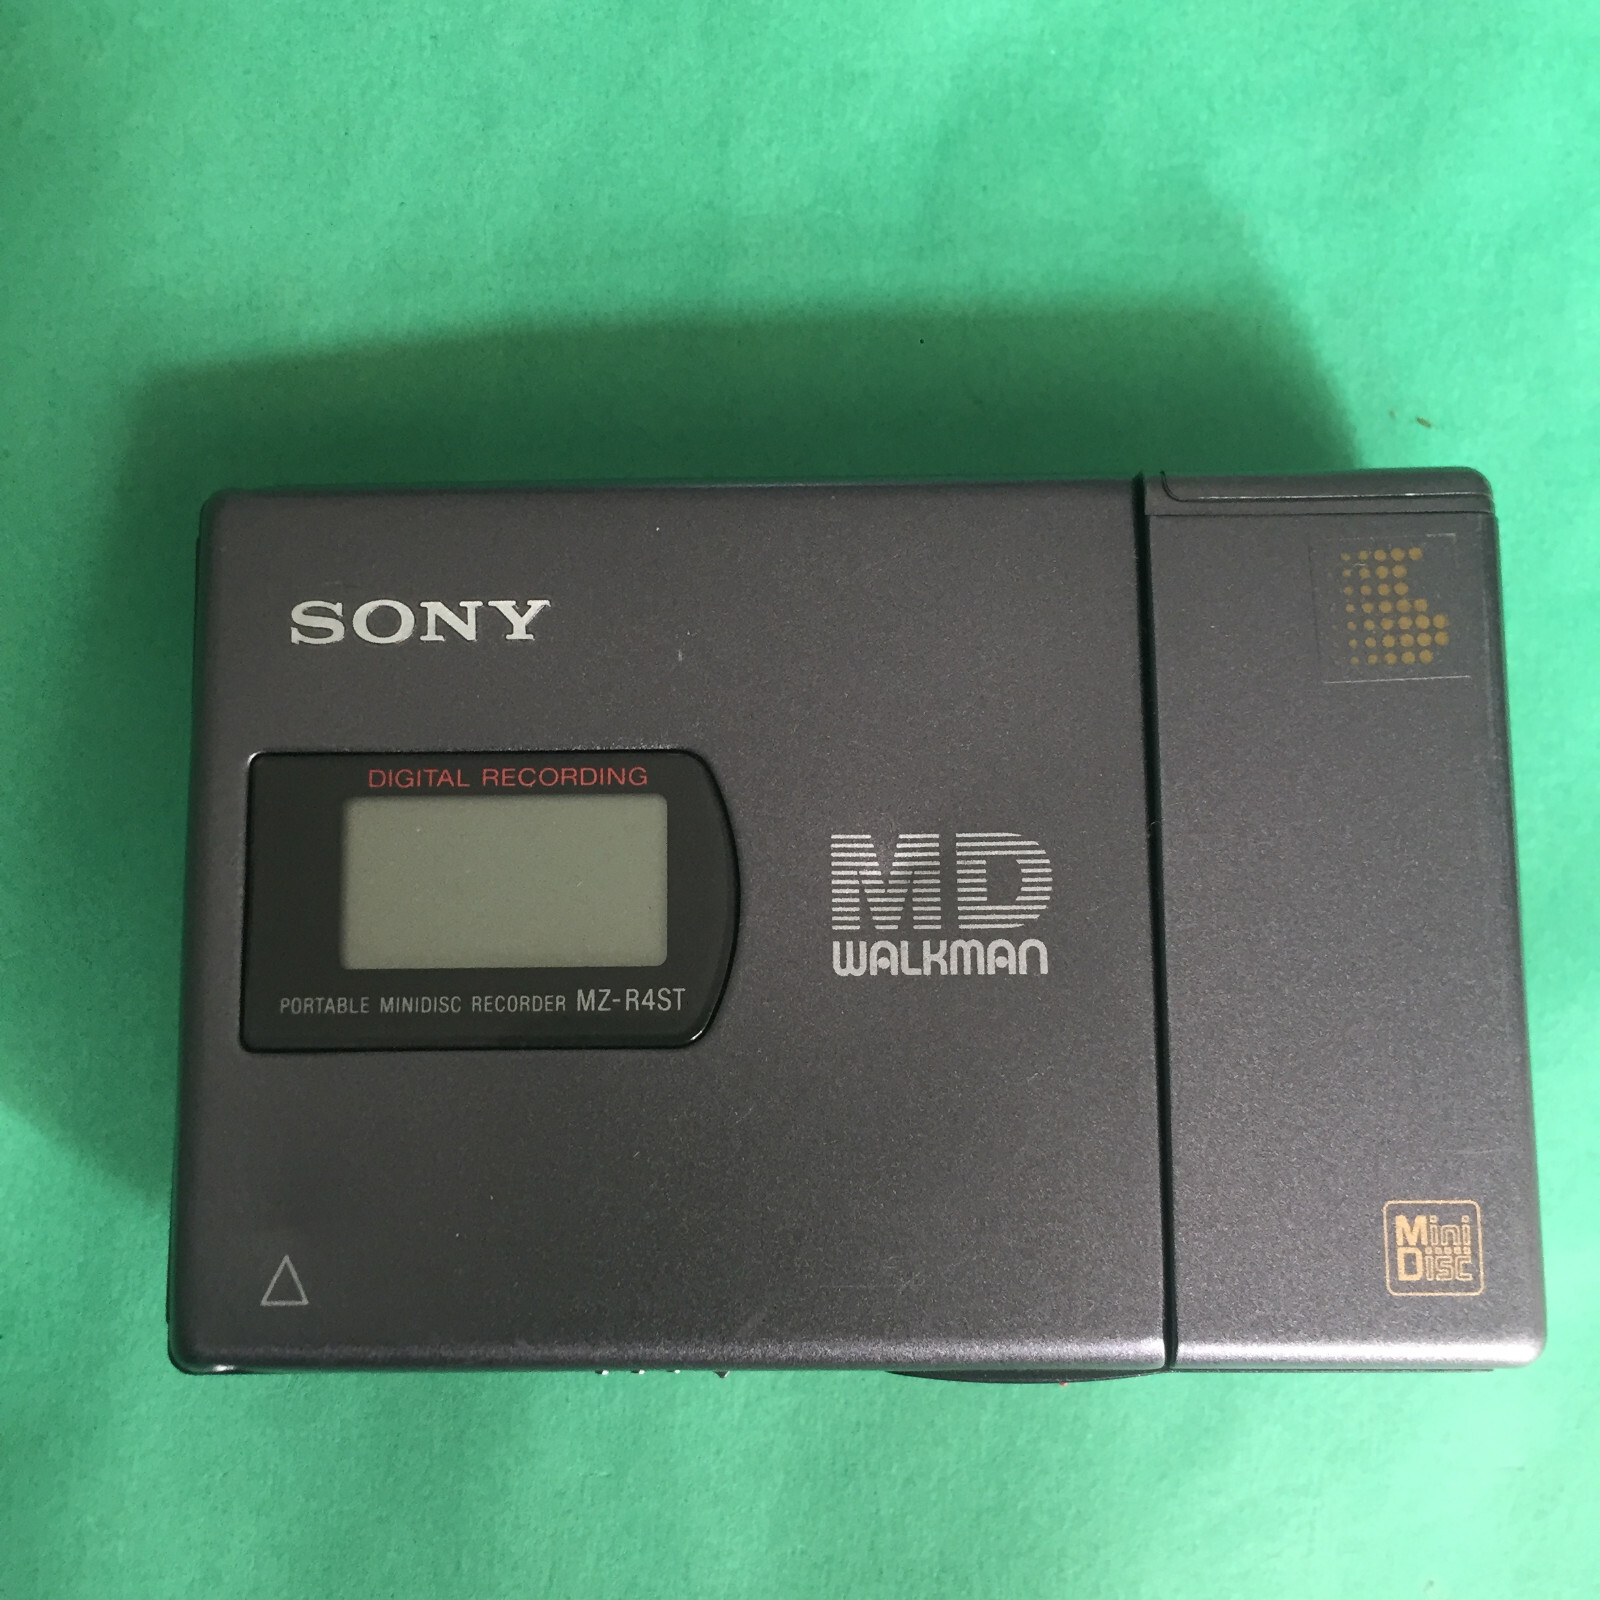 SONY
DIGITAL RECORDING
PORTABLE MINIDISC RECORDER MZ-R4ST
MD
WALKMAN
Mini
Disc